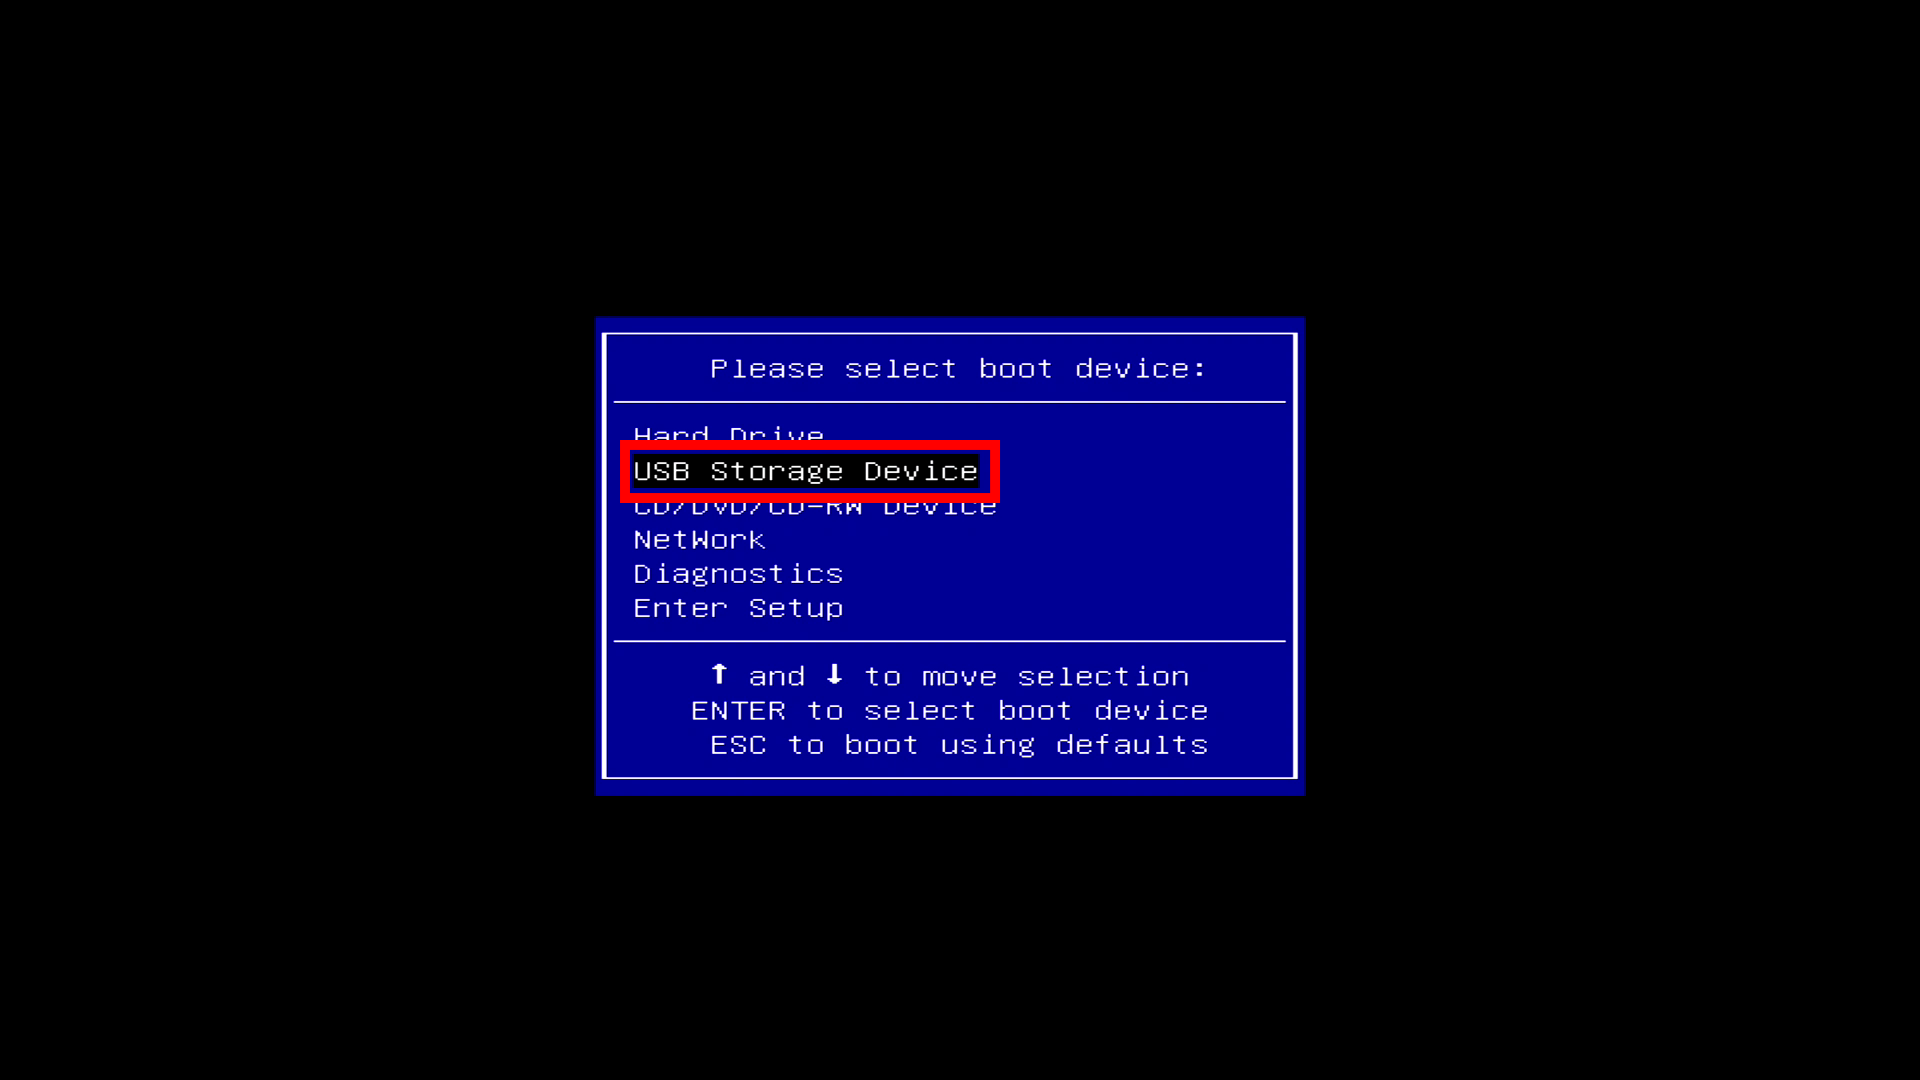 Please select boot device:
Hard Drive
USB Storage Device
CD/DVD/CD-RW Device
NetWork
Diagnostics
Enter Setup
↑ and ↓ to move selection
ENTER to select boot device
ESC to boot using defaults